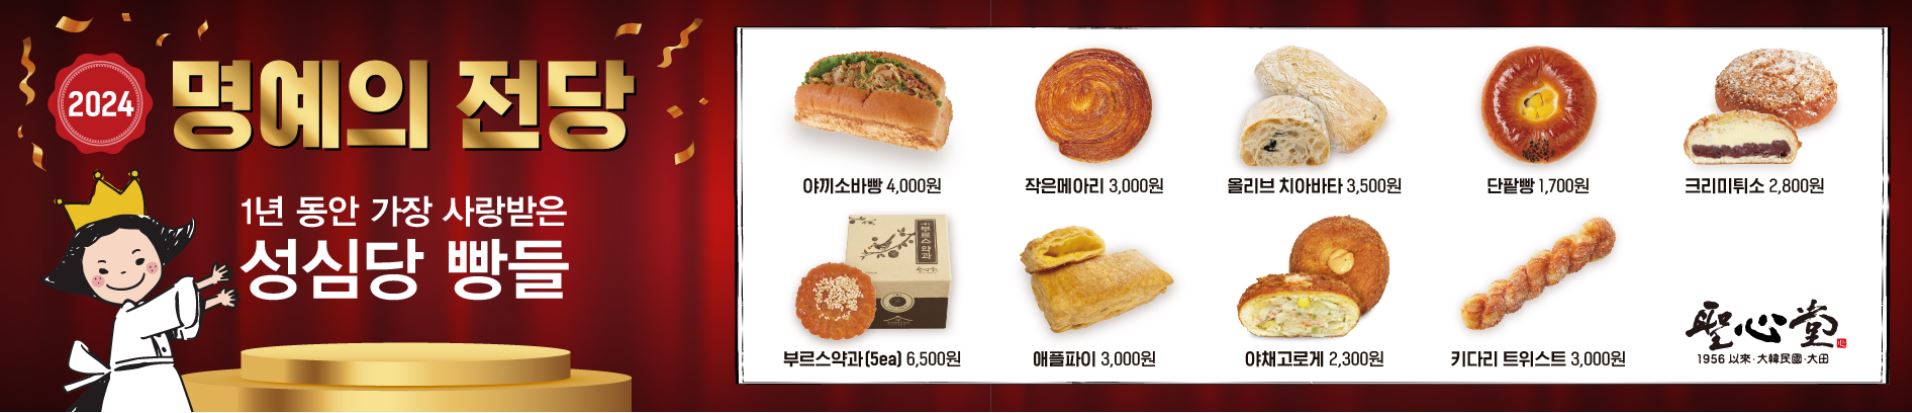 2024
명예의 전당
1년 동안 가장 사랑받은
성심당 빵들
야끼소바빵 4,000원
작은메아리 3,000원
올리브 치아바타 3,500원
단팥빵 1,700원
크리미튀소 2,800원
부르스약과
부르스약과(5ea) 6,500원
애플파이 3,000원
야채고로게 2,300원
키다리 트위스트 3,000원
聖心堂
1956 以來·大韓民國·大田